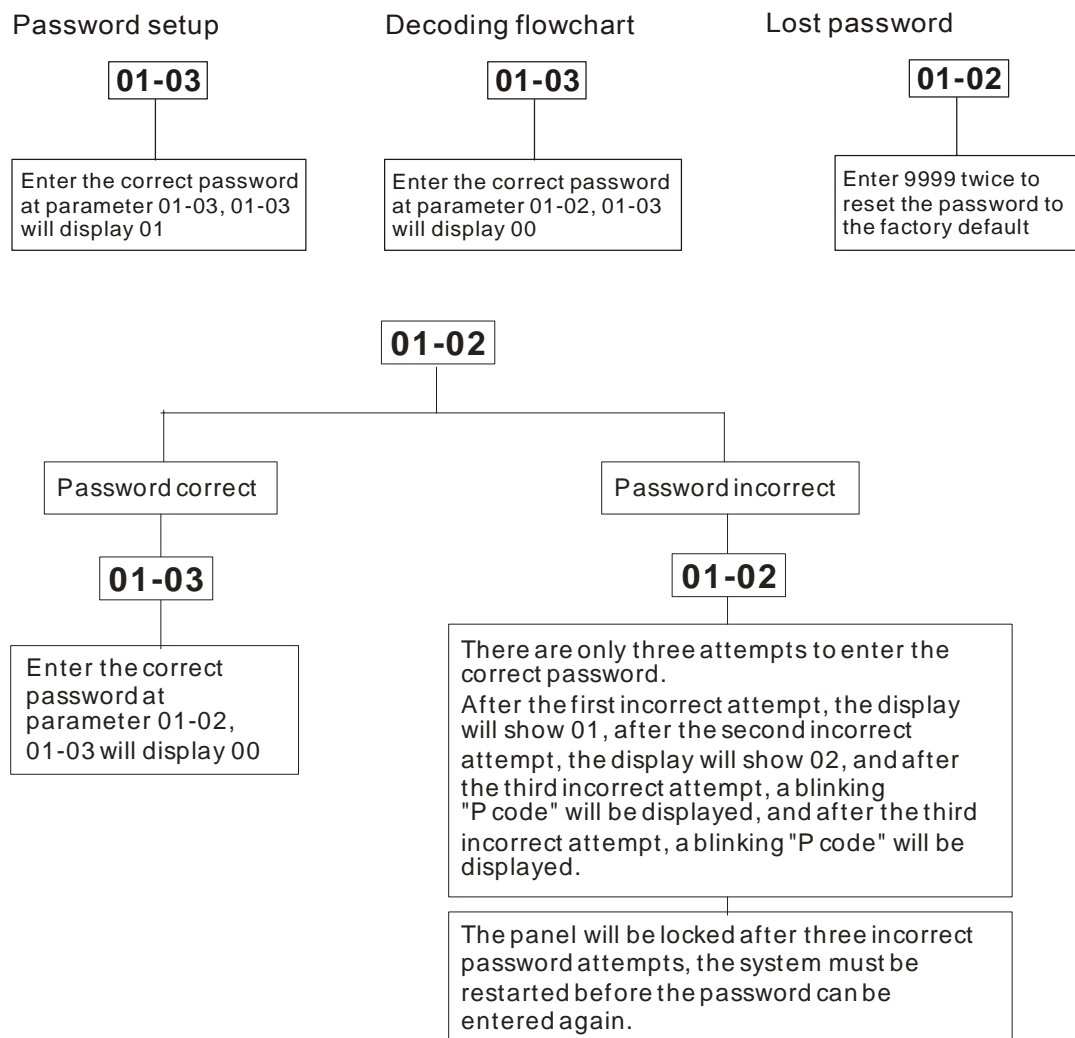 Password setup
Decoding flowchart
Lost password
01-03
01-03
01-02
Enter the correct password
at parameter 01-03, 01-03
will display 01
Enter the correct password
at parameter 01-02, 01-03
will display 00
Enter 9999 twice to
reset the password to
the factory default
01-02
Password correct
Password incorrect
01-03
01-02
Enter the correct
password at
parameter 01-02,
01-03 will display 00
There are only three attempts to enter the
correct password.
After the first incorrect attempt, the display
will show 01, after the second incorrect
attempt, the display will show 02, and after
the third incorrect attempt, a blinking
"P code" will be displayed, and after the third
incorrect attempt, a blinking "P code" will be
displayed.
The panel will be locked after three incorrect
password attempts, the system must be
restarted before the password can be
entered again.